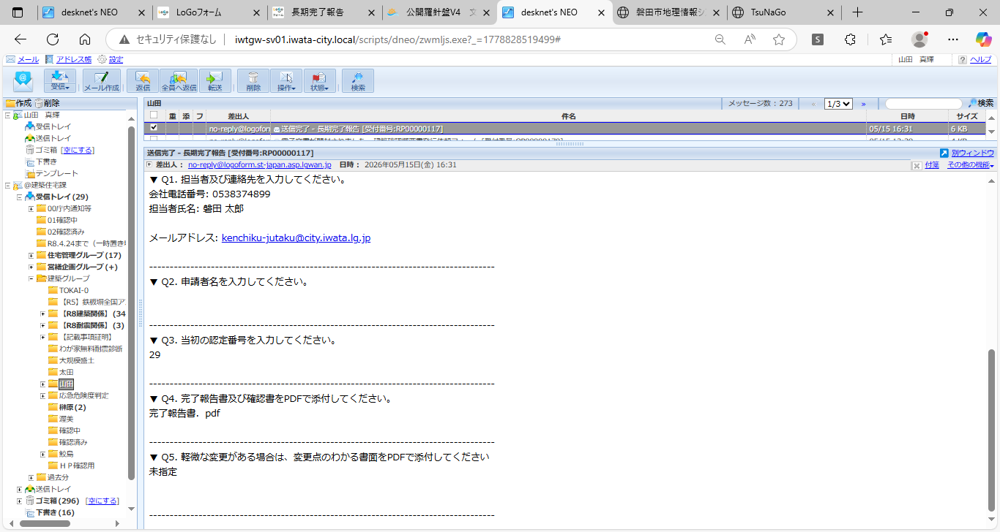 desknet's NEO
LoGoフォーム
長期完了報告
公開羅針盤V4
desknet's NEO
磐田市地理情報シ
TsuNaGo
セキュリティ保護なし
iwtgw-sv01.iwata-city.local/scripts/dneo/zwmljs.exe?_=1778828519499#
メール アドレス帳 設定
山田 真輝 ヘルプ
受信 メール作成 返信 全員へ返信 転送 削除 操作 状態 検索
作成 削除
山田 真輝
受信トレイ
送信トレイ
ゴミ箱 [空にする]
下書き
テンプレート
@建築住宅課
受信トレイ(29)
00庁内通知等
01確認中
02確認済み
R8.4.24まで(一時置き
住宅管理グループ(17)
営繕企画グループ(+)
建築グループ
TOKAI-0
【R5】鉄板塀全国ア
【R8建築関係】(34
【R8耐震関係】(3)
【記載事項証明】
わが家無料耐震診断
大規模盛土
太田
山田
応急危険度判定
榊原(2)
渥美
確認中
確認済み
鮫島
HP確認用
過去分
送信トレイ
ゴミ箱(296) [空にする]
下書き(16)
山田 メッセージ数:273 « 1/3 » 検索
重 添 フ 差出人 件名 日時 サイズ
no-reply@logoforr 送信完了 - 長期完了報告 [受付番号:RP00000117] 05/15 16:31 6 KB
送信完了 - 長期完了報告 [受付番号:RP00000117] 別ウィンドウ
差出人: no-reply@logoform.st-japan.asp.lgwan.jp 日時: 2026年05月15日(金) 16:31 付箋 その他の機能
▼ Q1. 担当者及び連絡先を入力してください。
会社電話番号: 0538374899
担当者氏名: 磐田 太郎
メールアドレス: kenchiku-jutaku@city.iwata.lg.jp
--------------------------------------------------------------------------------------
▼ Q2. 申請者名を入力してください。
--------------------------------------------------------------------------------------
▼ Q3. 当初の認定番号を入力してください。
29
--------------------------------------------------------------------------------------
▼ Q4. 完了報告書及び確認書をPDFで添付してください。
完了報告書.pdf
--------------------------------------------------------------------------------------
▼ Q5. 軽微な変更がある場合は、変更点のわかる書面をPDFで添付してください
未指定
--------------------------------------------------------------------------------------